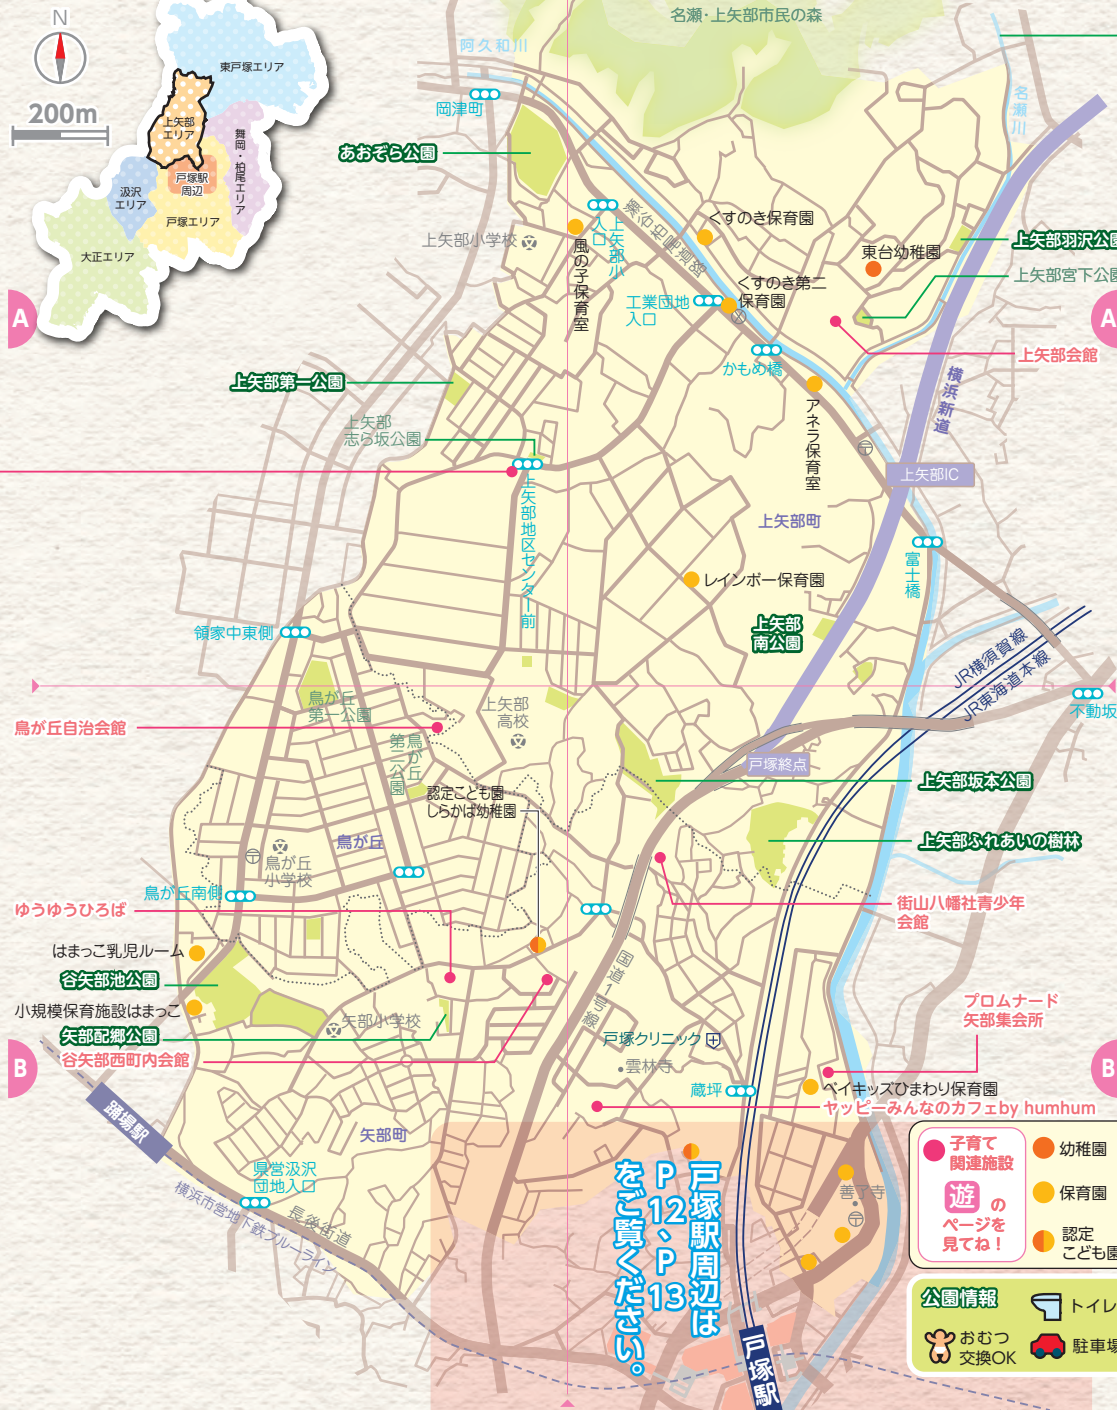 N
200m
東戸塚エリア
上矢部
エリア
舞岡・柏尾エリア
戸塚駅
周辺
汲沢
エリア
戸塚エリア
大正エリア
名瀬・上矢部市民の森
阿久和川
名瀬川
岡津町
あおぞら公園
上矢部小学校
上矢部小
入口
風の子保育室
瀬谷柏尾道路
くすのき保育園
東台幼稚園
上矢部羽沢公園
上矢部宮下公園
くすのき第二
保育園
工業団地
入口
A
A
かもめ橋
上矢部会館
上矢部第一公園
横浜新道
アネラ保育室
上矢部
志ら坂公園
上矢部IC
上矢部地区センター前
上矢部町
富士橋
レインボー保育園
上矢部
南公園
領家中東側
JR横須賀線
JR東海道本線
不動坂
鳥が丘
第一公園
上矢部
高校
鳥が丘自治会館
鳥が丘
第二公園
戸塚終点
上矢部坂本公園
認定こども園
しらかば幼稚園
鳥が丘
上矢部ふれあいの樹林
鳥が丘
小学校
鳥が丘南側
ゆうゆうひろば
街山八幡社青少年
会館
はまっこ乳児ルーム
谷矢部池公園
国道1号線
小規模保育施設はまっこ
矢部小学校
プロムナード
矢部集会所
矢部配郷公園
戸塚クリニック
谷矢部西町内会館
雲林寺
B
B
蔵坪
ベイキッズひまわり保育園
ヤッピーみんなのカフェby humhum
踊場駅
矢部町
県営汲沢
団地入口
長後街道
横浜市営地下鉄ブルーライン
戸塚駅周辺は
P12、P13
をご覧ください。
善了寺
戸塚駅
子育て
関連施設
遊の
ページを
見てね！
幼稚園
保育園
認定
こども園
公園情報
トイレ
おむつ
交換OK
駐車場